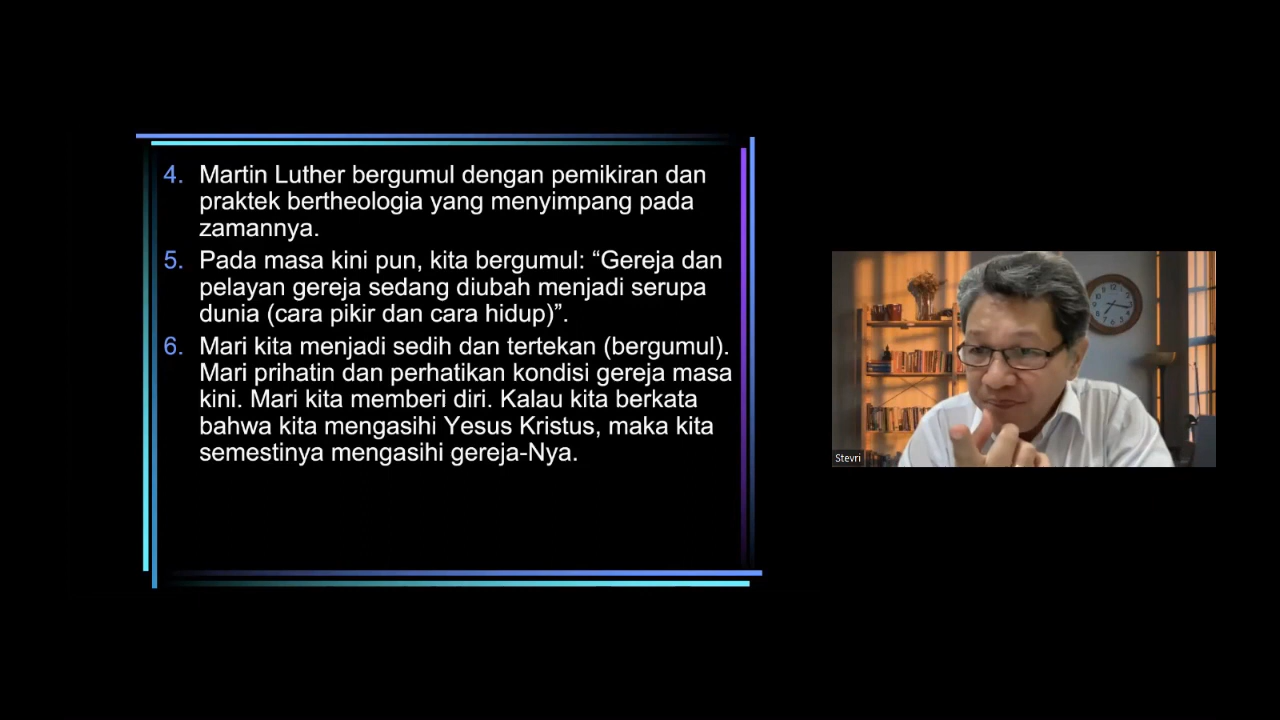 4. Martin Luther bergumul dengan pemikiran dan
praktek bertheologia yang menyimpang pada
zamannya.
5. Pada masa kini pun, kita bergumul: “Gereja dan
pelayan gereja sedang diubah menjadi serupa
dunia (cara pikir dan cara hidup)”.
6. Mari kita menjadi sedih dan tertekan (bergumul).
Mari prihatin dan perhatikan kondisi gereja masa
kini. Mari kita memberi diri. Kalau kita berkata
bahwa kita mengasihi Yesus Kristus, maka kita
semestinya mengasihi gereja-Nya.
Stevri